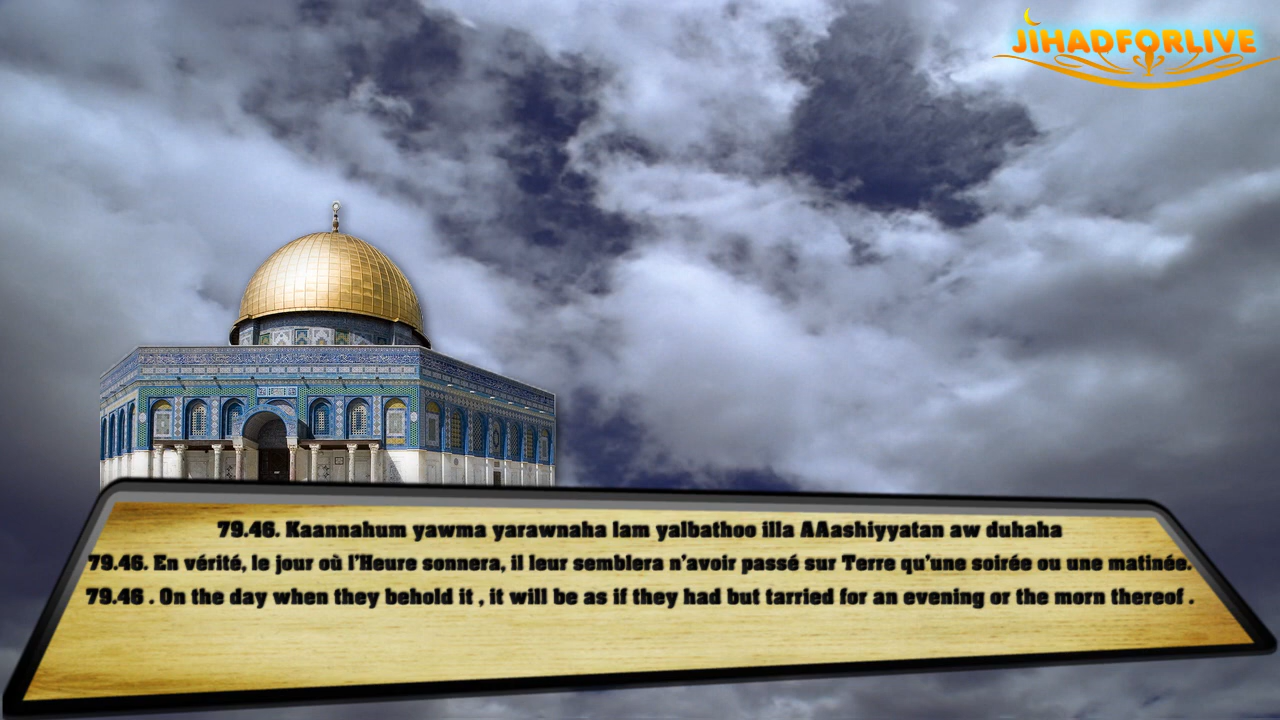 JIHADFORLIVE
79.46. Kaannahum yawma yarawnaha lam yalbathoo illa AAashiyyatan aw duhaha
79.46. En vérité, le jour où l'Heure sonnera, il leur semblera n'avoir passé sur Terre qu'une soirée ou une matinée.
79.46 . On the day when they behold it , it will be as if they had but tarried for an evening or the morn thereof .